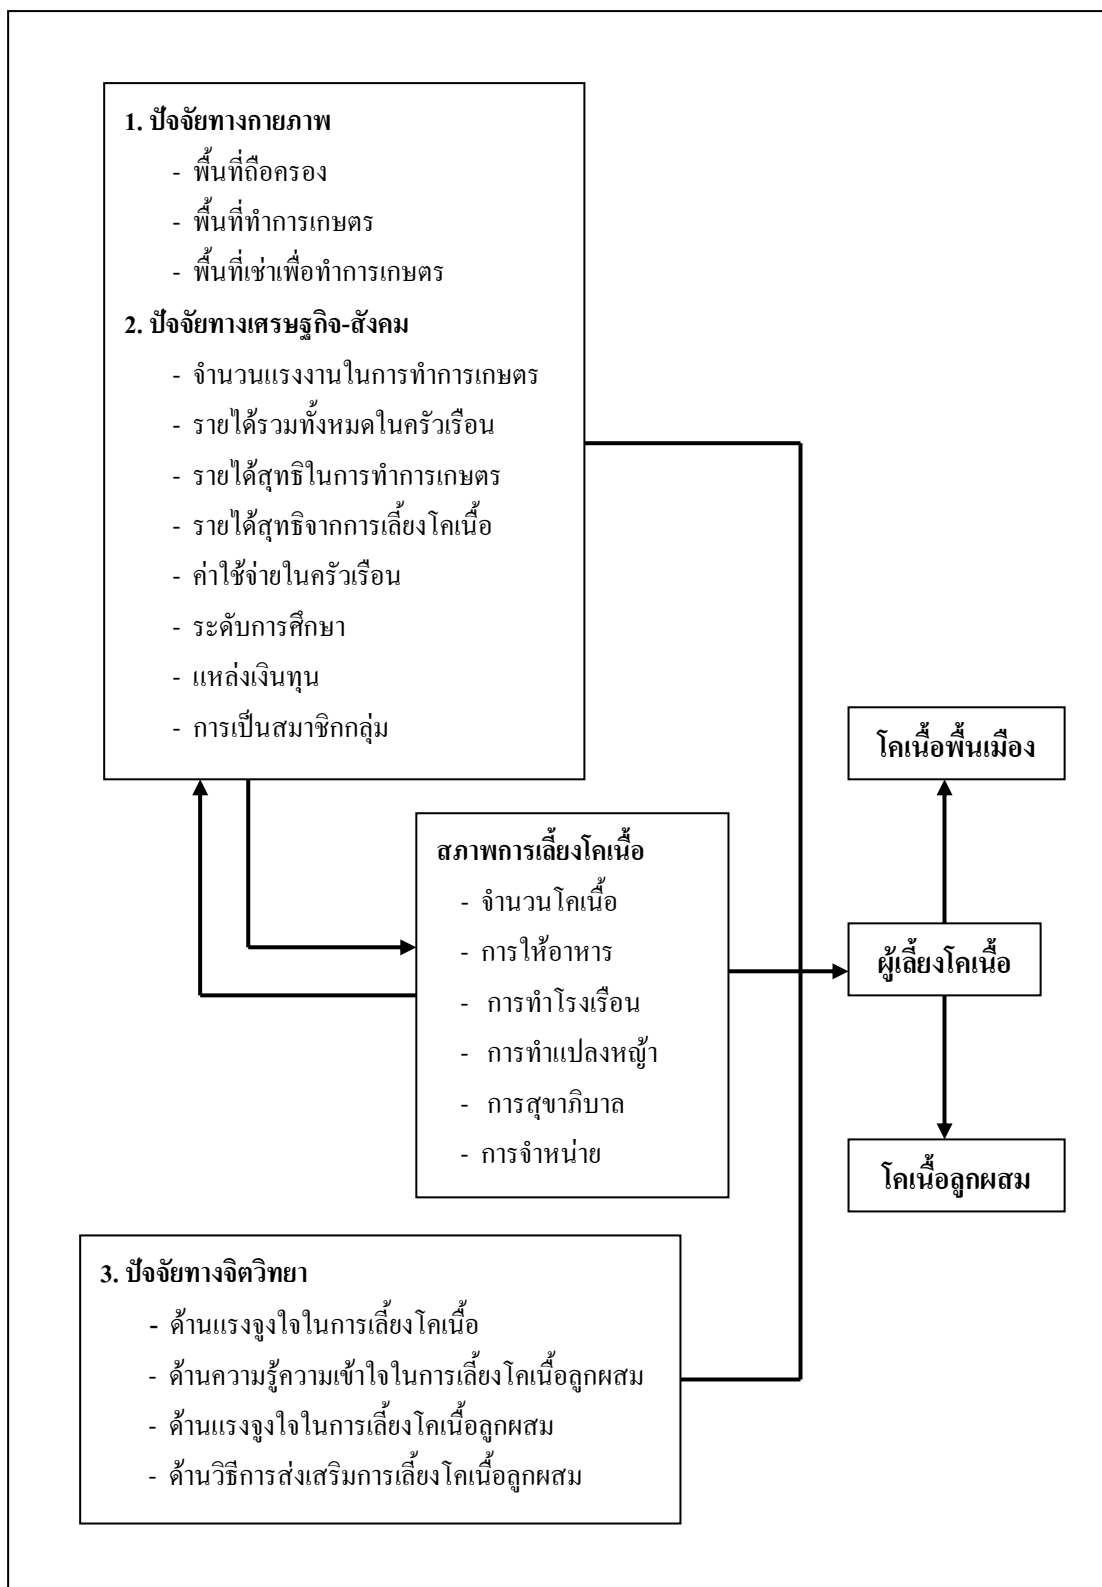 1. ปัจจัยทางกายภาพ
- พื้นที่ถือครอง
- พื้นที่ทำการเกษตร
- พื้นที่เช่าเพื่อทำการเกษตร
2. ปัจจัยทางเศรษฐกิจ-สังคม
- จำนวนแรงงานในการทำการเกษตร
- รายได้รวมทั้งหมดในครัวเรือน
- รายได้สุทธิในการทำการเกษตร
- รายได้สุทธิจากการเลี้ยงโคเนื้อ
- ค่าใช้จ่ายในครัวเรือน
- ระดับการศึกษา
- แหล่งเงินทุน
- การเป็นสมาชิกกลุ่ม
สภาพการเลี้ยงโคเนื้อ
- จำนวนโคเนื้อ
- การให้อาหาร
- การทำโรงเรือน
- การทำแปลงหญ้า
- การสุขาภิบาล
- การจำหน่าย
โคเนื้อพื้นเมือง
ผู้เลี้ยงโคเนื้อ
โคเนื้อลูกผสม
3. ปัจจัยทางจิตวิทยา
- ด้านแรงจูงใจในการเลี้ยงโคเนื้อ
- ด้านความรู้ความเข้าใจในการเลี้ยงโคเนื้อลูกผสม
- ด้านแรงจูงใจในการเลี้ยงโคเนื้อลูกผสม
- ด้านวิธีการส่งเสริมการเลี้ยงโคเนื้อลูกผสม